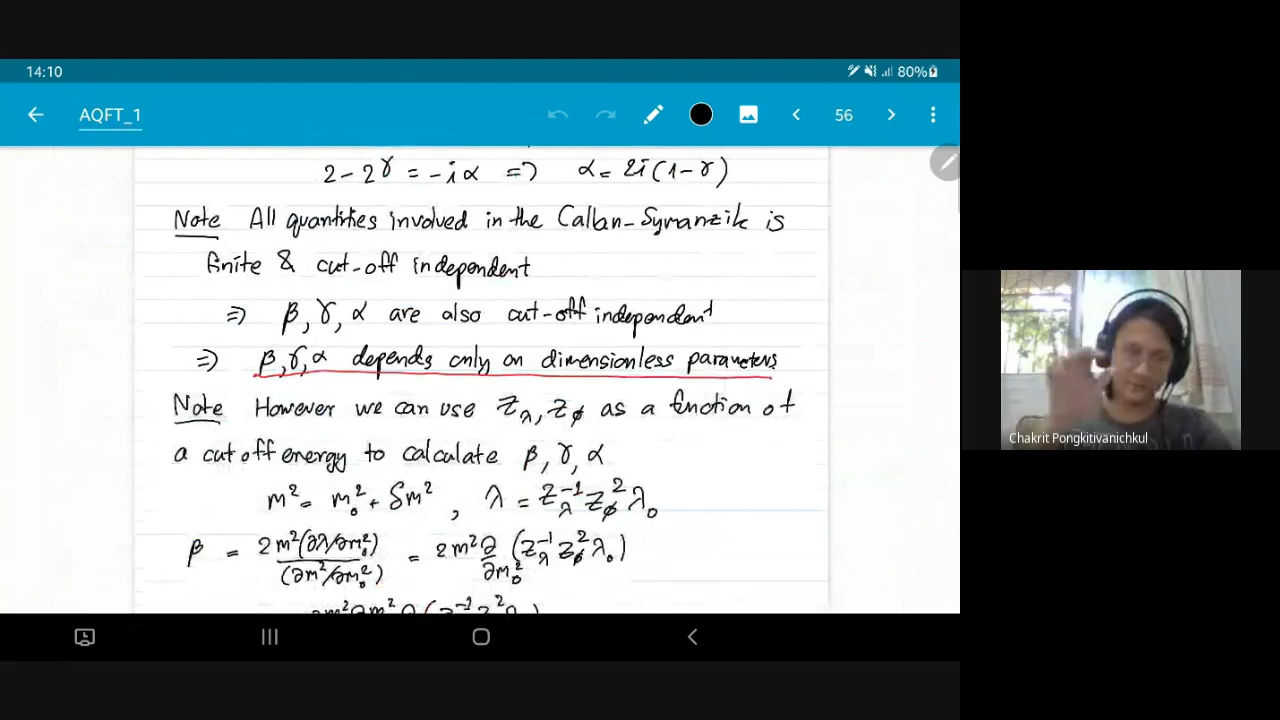 14:10
80%
AQFT_1
56
2 - 2γ = -iα => α = 2i(1-γ)
Note All quantities involved in the Callan-Symanzik is
finite & cut-off independent
⇒ β, γ, α are also cut-off independent
⇒ β, γ, α depends only on dimensionless parameters
Note However we can use Z_λ, Z_φ as a function of
a cut off energy to calculate β, γ, α
m² = m₀² + δm² , λ = Z_λ⁻¹ Z_φ² λ₀
β = 2m²(∂λ/∂m₀²) / (∂m²/∂m₀²) = 2m² ∂/∂m₀² (Z_λ⁻¹ Z_φ² λ₀)
Chakrit Pongkitivanichkul